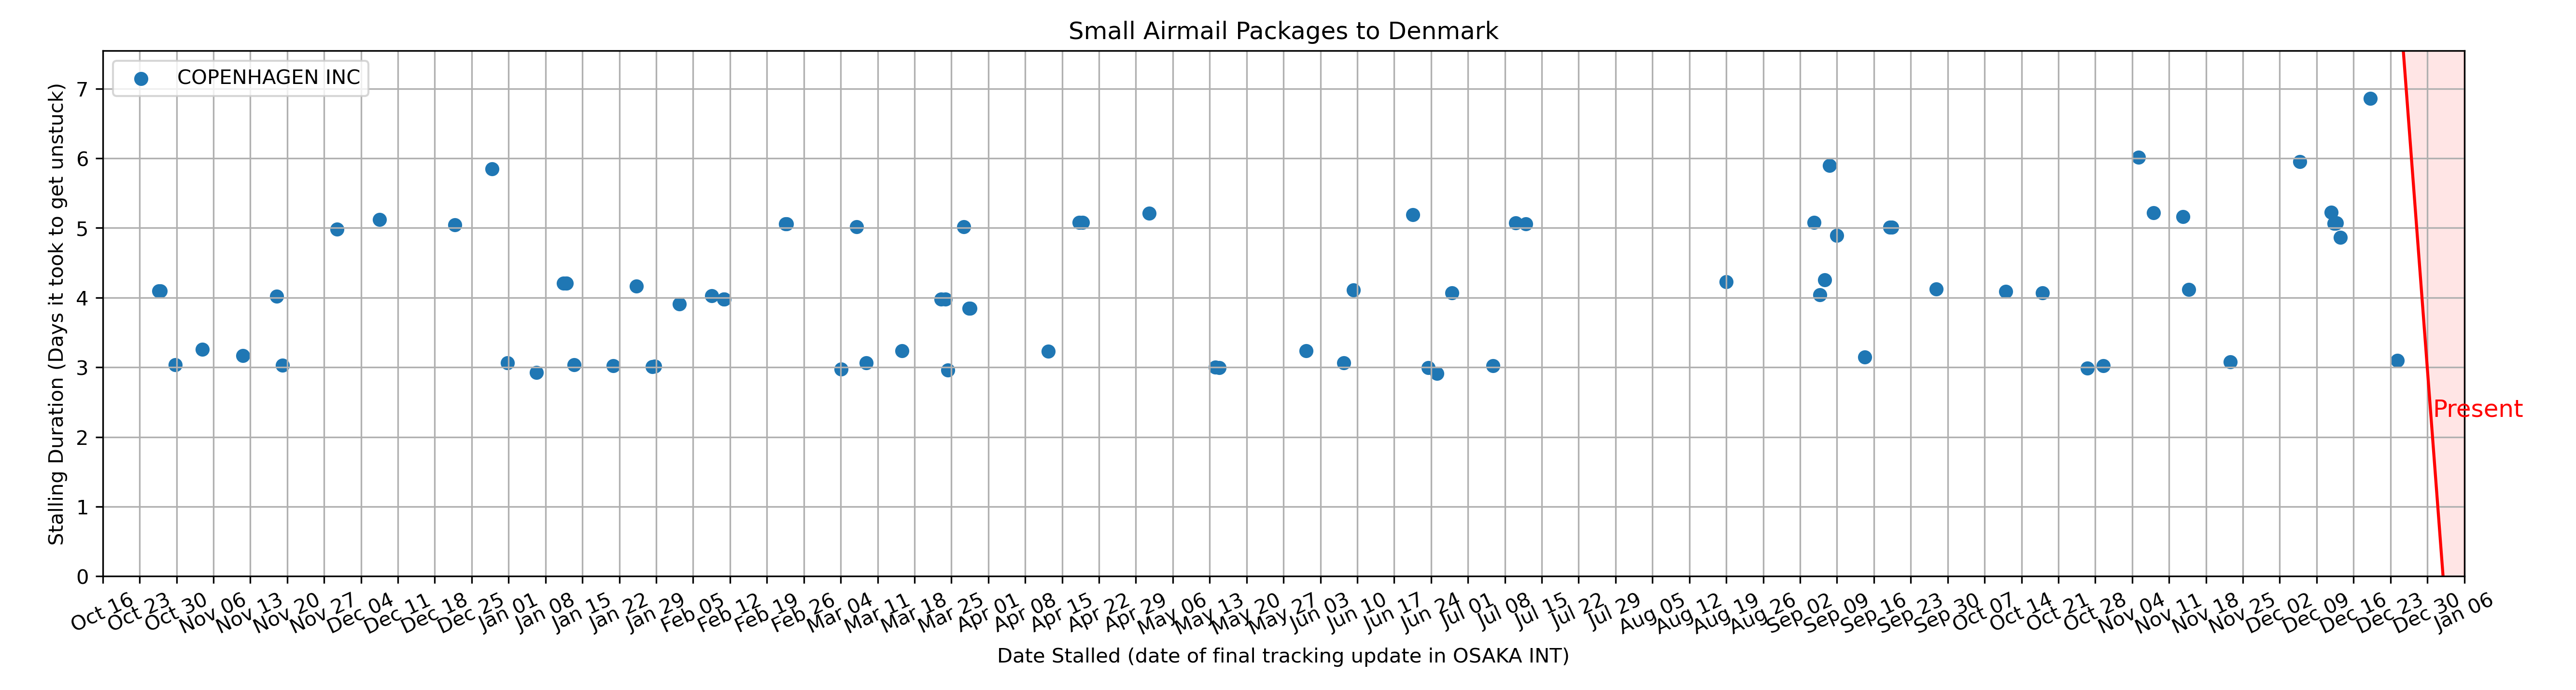 Small Airmail Packages to Denmark
COPENHAGEN INC
Stalling Duration (Days it took to get unstuck)
7
6
5
4
3
2
1
0
Present
Oct 16
Oct 23
Oct 30
Nov 06
Nov 13
Nov 20
Nov 27
Dec 04
Dec 11
Dec 18
Dec 25
Jan 01
Jan 08
Jan 15
Jan 22
Jan 29
Feb 05
Feb 12
Feb 19
Feb 26
Mar 04
Mar 11
Mar 18
Mar 25
Apr 01
Apr 08
Apr 15
Apr 22
Apr 29
May 06
May 13
May 20
May 27
Jun 03
Jun 10
Jun 17
Jun 24
Jul 01
Jul 08
Jul 15
Jul 22
Jul 29
Aug 05
Aug 12
Aug 19
Aug 26
Sep 02
Sep 09
Sep 16
Sep 23
Sep 30
Oct 07
Oct 14
Oct 21
Oct 28
Nov 04
Nov 11
Nov 18
Nov 25
Dec 02
Dec 09
Dec 16
Dec 23
Dec 30
Jan 06
Date Stalled (date of final tracking update in OSAKA INT)